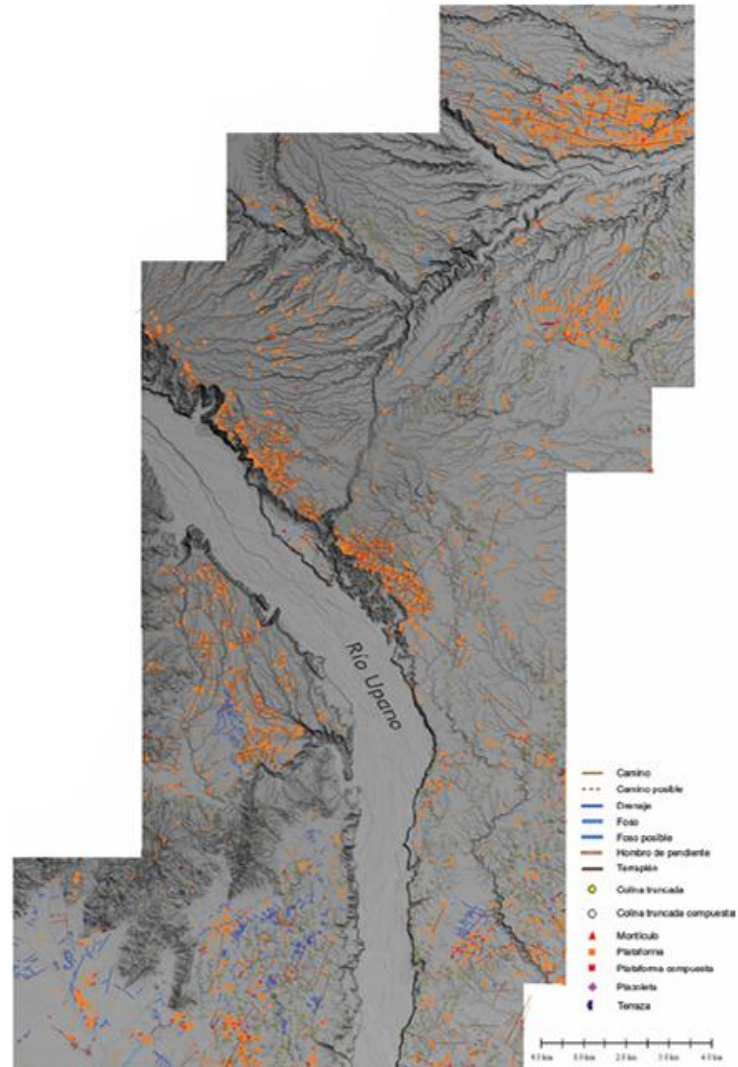 Río Upano
Camino
Camino posible
Drenaje
Foso
Foso posible
Hombro de pendiente
Terraplén
Colina truncada
Colina truncada compuesta
Montículo
Plataforma
Plataforma compuesta
Plazoleta
Terraza